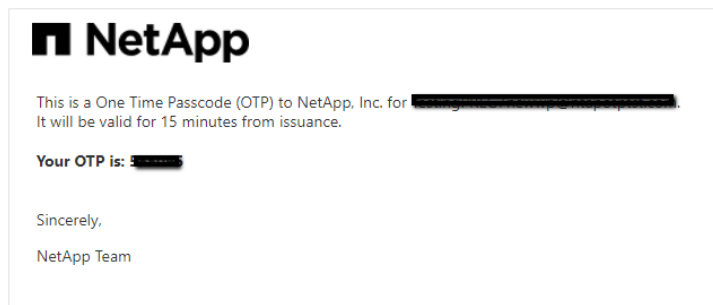 NetApp
This is a One Time Passcode (OTP) to NetApp, Inc. for
It will be valid for 15 minutes from issuance.
Your OTP is:
Sincerely,
NetApp Team